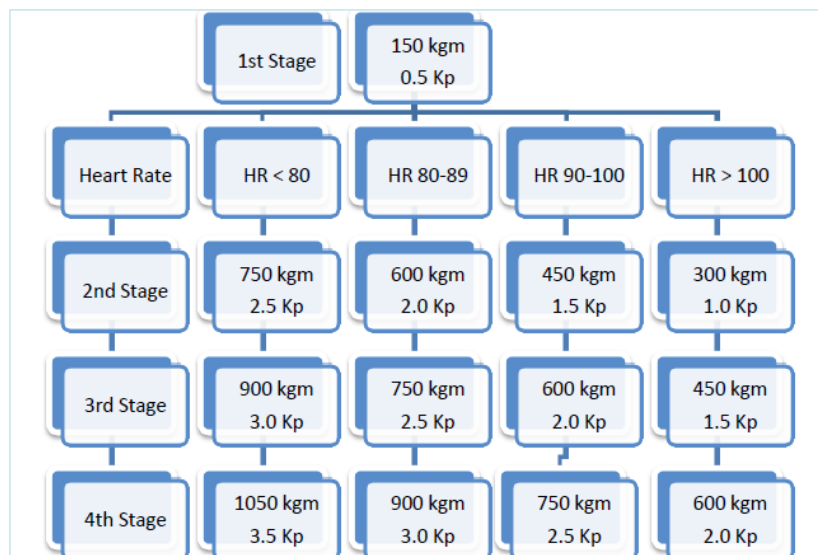 1st Stage
150 kgm
0.5 Kp
Heart Rate
HR < 80
HR 80-89
HR 90-100
HR > 100
2nd Stage
750 kgm
2.5 Kp
600 kgm
2.0 Kp
450 kgm
1.5 Kp
300 kgm
1.0 Kp
3rd Stage
900 kgm
3.0 Kp
750 kgm
2.5 Kp
600 kgm
2.0 Kp
450 kgm
1.5 Kp
4th Stage
1050 kgm
3.5 Kp
900 kgm
3.0 Kp
750 kgm
2.5 Kp
600 kgm
2.0 Kp